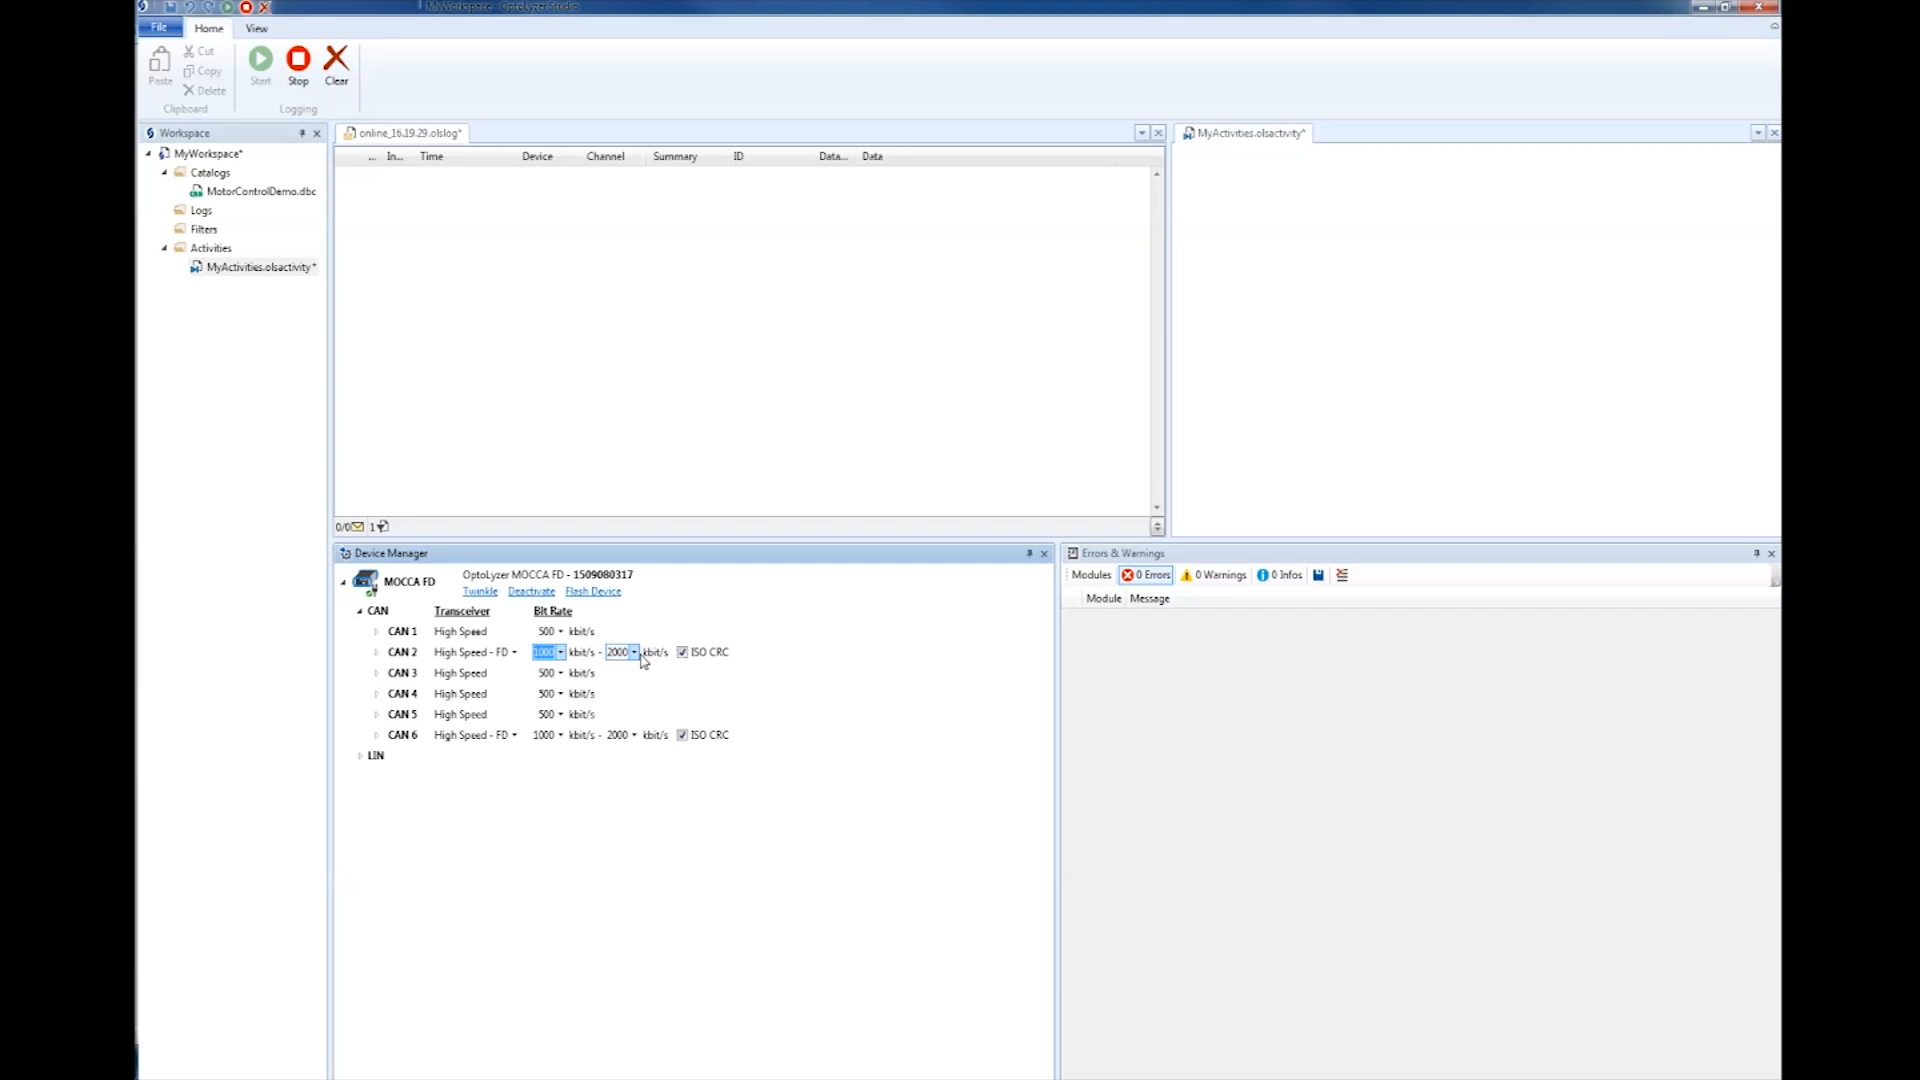 MyWorkspace - OptoLyzer Studio
File Home View
Paste Cut Copy Delete
Start Stop Clear
Clipboard Logging
Workspace
MyWorkspace*
Catalogs
MotorControlDemo.dbc
Logs
Filters
Activities
MyActivities.olsactivity*
online_16.19.29.olslog*
... In... Time Device Channel Summary ID Data... Data
0/0 1
MyActivities.olsactivity*
Device Manager
MOCCA FD OptoLyzer MOCCA FD - 1509080317
Twinkle Deactivate Flash Device
CAN Transceiver Bit Rate
CAN 1 High Speed 500 kbit/s
CAN 2 High Speed - FD 1000 kbit/s - 2000 kbit/s ISO CRC
CAN 3 High Speed 500 kbit/s
CAN 4 High Speed 500 kbit/s
CAN 5 High Speed 500 kbit/s
CAN 6 High Speed - FD 1000 kbit/s - 2000 kbit/s ISO CRC
LIN
Errors & Warnings
Modules 0 Errors 0 Warnings 0 Infos
Module Message